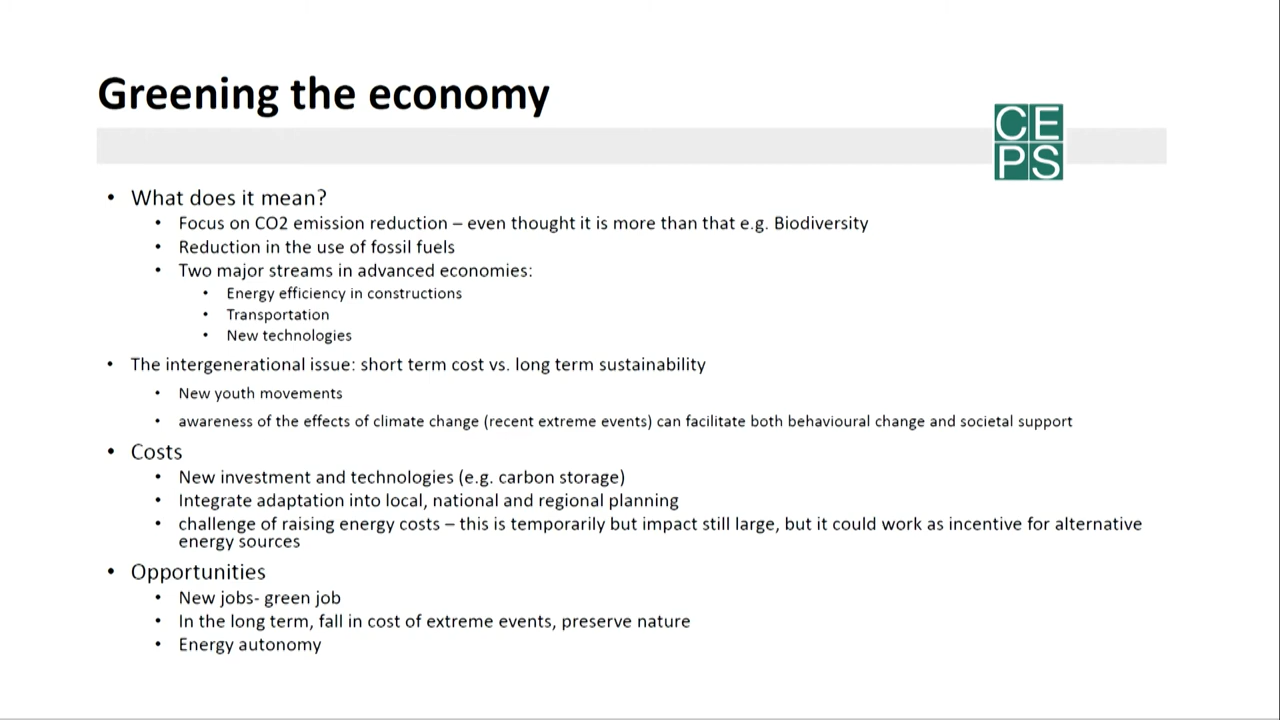 Greening the economy
CE
PS
• What does it mean?
• Focus on CO2 emission reduction – even thought it is more than that e.g. Biodiversity
• Reduction in the use of fossil fuels
• Two major streams in advanced economies:
• Energy efficiency in constructions
• Transportation
• New technologies
• The intergenerational issue: short term cost vs. long term sustainability
• New youth movements
• awareness of the effects of climate change (recent extreme events) can facilitate both behavioural change and societal support
• Costs
• New investment and technologies (e.g. carbon storage)
• Integrate adaptation into local, national and regional planning
• challenge of raising energy costs – this is temporarily but impact still large, but it could work as incentive for alternative
energy sources
• Opportunities
• New jobs- green job
• In the long term, fall in cost of extreme events, preserve nature
• Energy autonomy